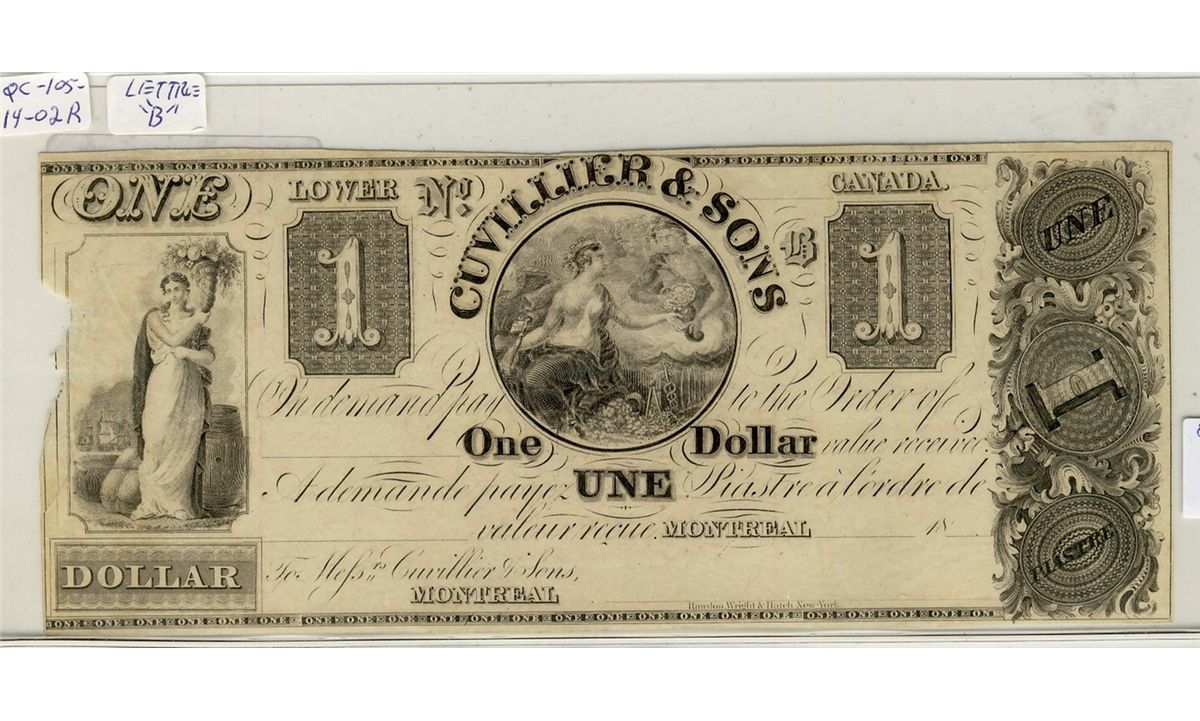 QC-105-
14-02R
LETTRE
"B"
ONE
LOWER
No.
CUVILLIER & SONS
CANADA.
B
1
1
UNE
1
PIASTRE
On demand pay to the Order of
One Dollar value received.
A demande payez UNE Piastre à l'ordre de
valeur reçue. MONTREAL 18
DOLLAR
To Messrs. Cuvillier & Sons,
MONTREAL
Rawdon, Wright & Hatch New-York